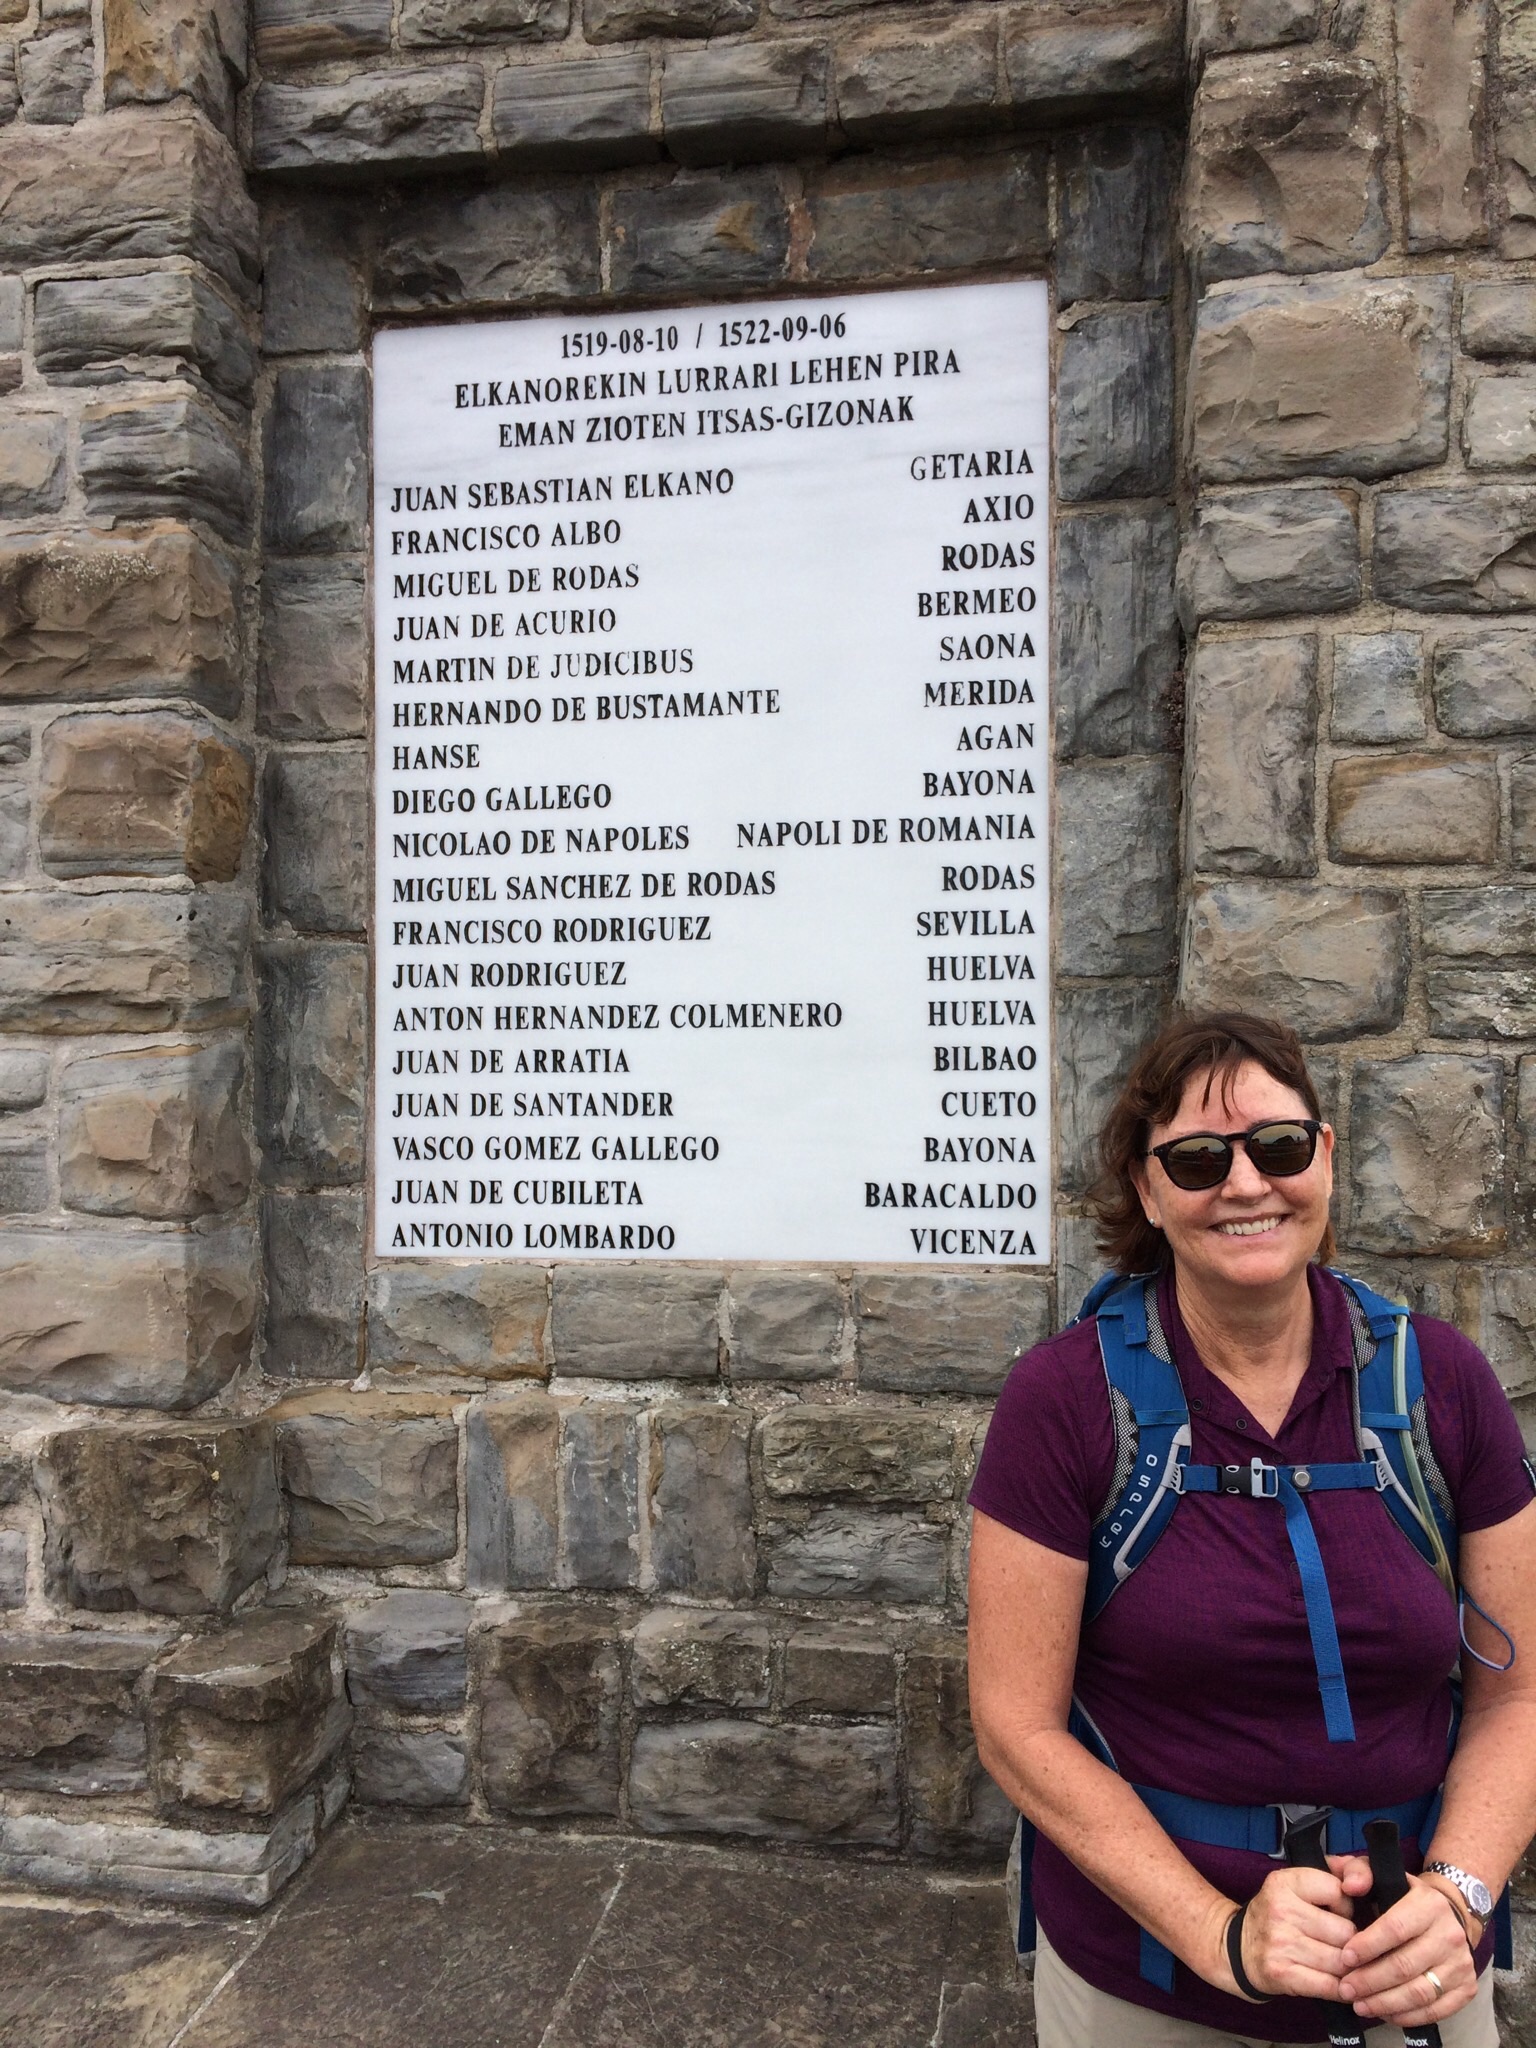 1519-08-10 / 1522-09-06
ELKANOREKIN LURRARI LEHEN PIRA
EMAN ZIOTEN ITSAS-GIZONAK
JUAN SEBASTIAN ELKANO GETARIA
FRANCISCO ALBO AXIO
MIGUEL DE RODAS RODAS
JUAN DE ACURIO BERMEO
MARTIN DE JUDICIBUS SAONA
HERNANDO DE BUSTAMANTE MERIDA
HANSE AGAN
DIEGO GALLEGO BAYONA
NICOLAO DE NAPOLES NAPOLI DE ROMANIA
MIGUEL SANCHEZ DE RODAS RODAS
FRANCISCO RODRIGUEZ SEVILLA
JUAN RODRIGUEZ HUELVA
ANTON HERNANDEZ COLMENERO HUELVA
JUAN DE ARRATIA BILBAO
JUAN DE SANTANDER CUETO
VASCO GOMEZ GALLEGO BAYONA
JUAN DE CUBILETA BARACALDO
ANTONIO LOMBARDO VICENZA
OSPREY
Helinox
Helinox